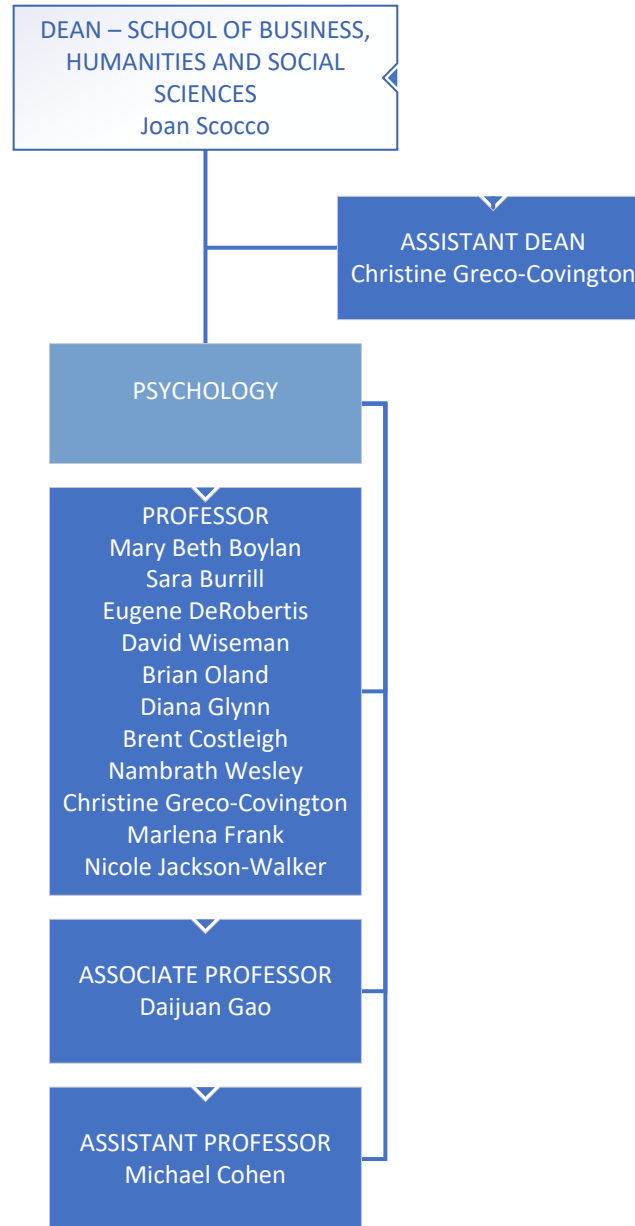 DEAN – SCHOOL OF BUSINESS,
HUMANITIES AND SOCIAL
SCIENCES
Joan Scocco
ASSISTANT DEAN
Christine Greco-Covington
PSYCHOLOGY
PROFESSOR
Mary Beth Boylan
Sara Burrill
Eugene DeRobertis
David Wiseman
Brian Oland
Diana Glynn
Brent Costleigh
Nambrath Wesley
Christine Greco-Covington
Marlena Frank
Nicole Jackson-Walker
ASSOCIATE PROFESSOR
Daijuan Gao
ASSISTANT PROFESSOR
Michael Cohen